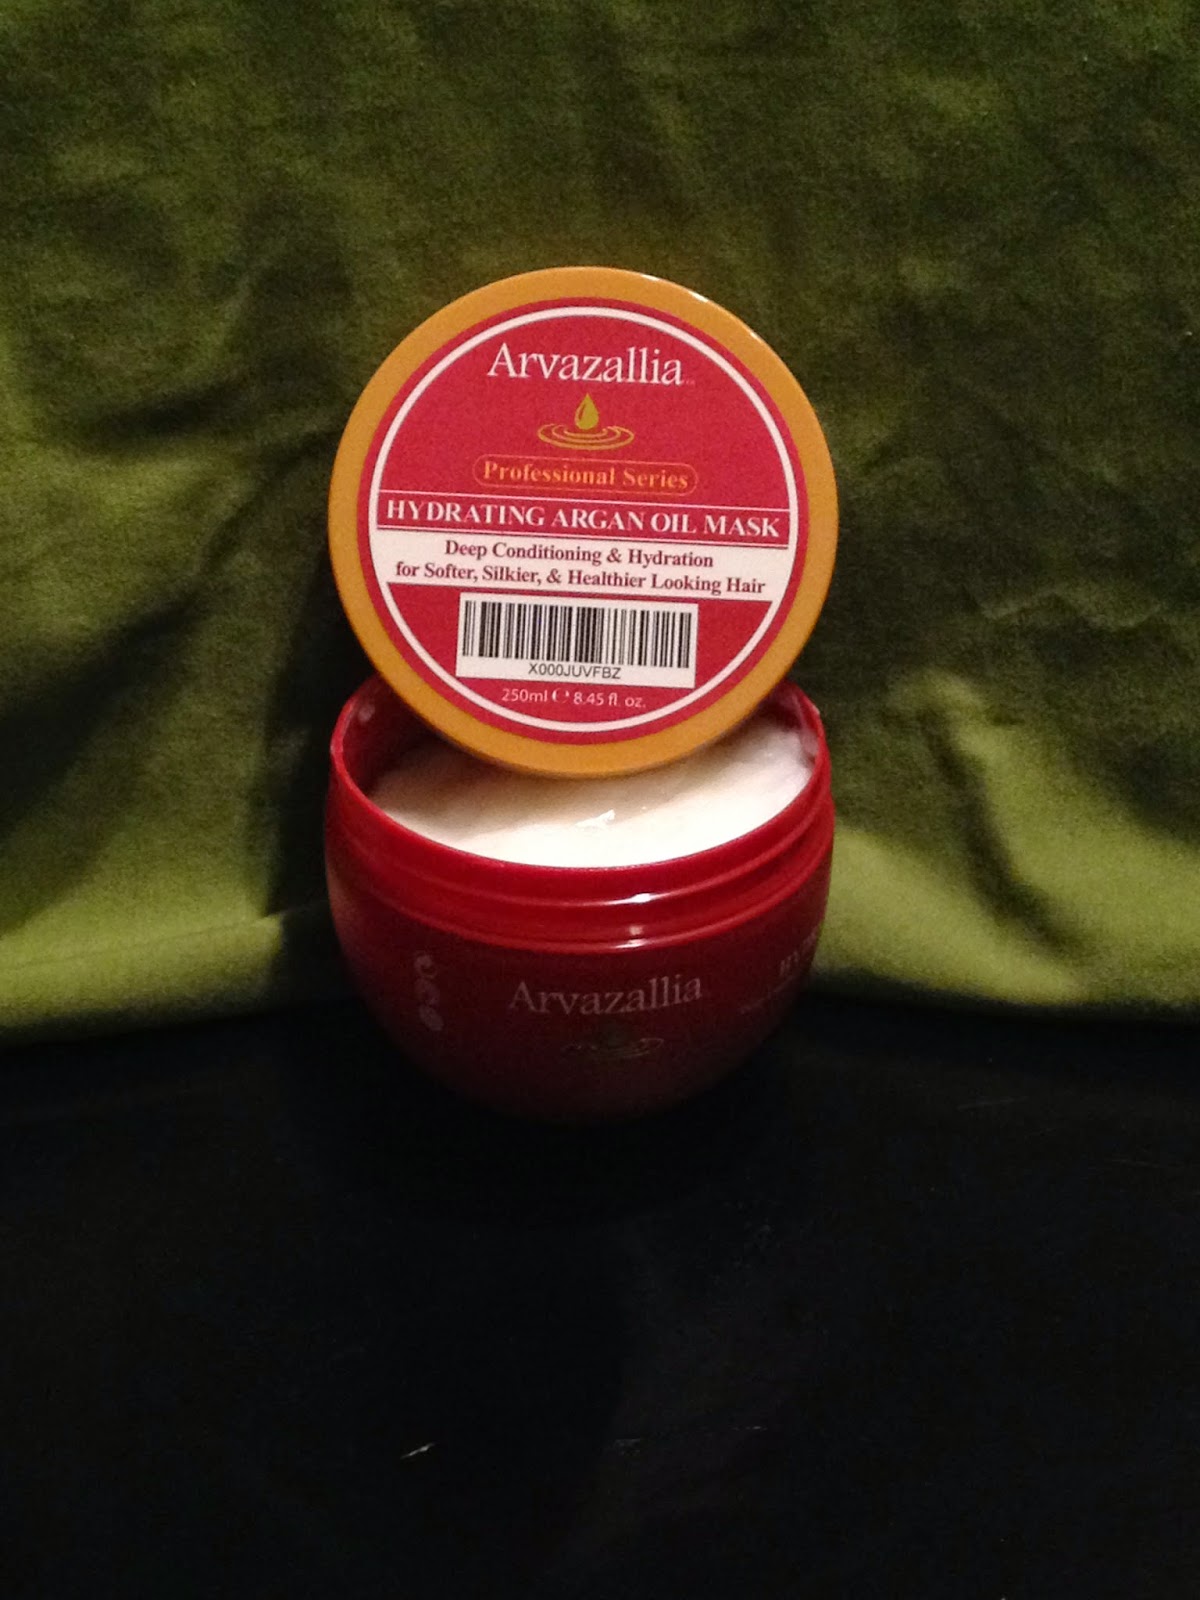 Arvazallia
Professional Series
HYDRATING ARGAN OIL MASK
Deep Conditioning & Hydration
for Softer, Silkier, & Healthier Looking Hair
X000JUVFBZ
250ml e 8.45 fl. oz.
Arvazallia